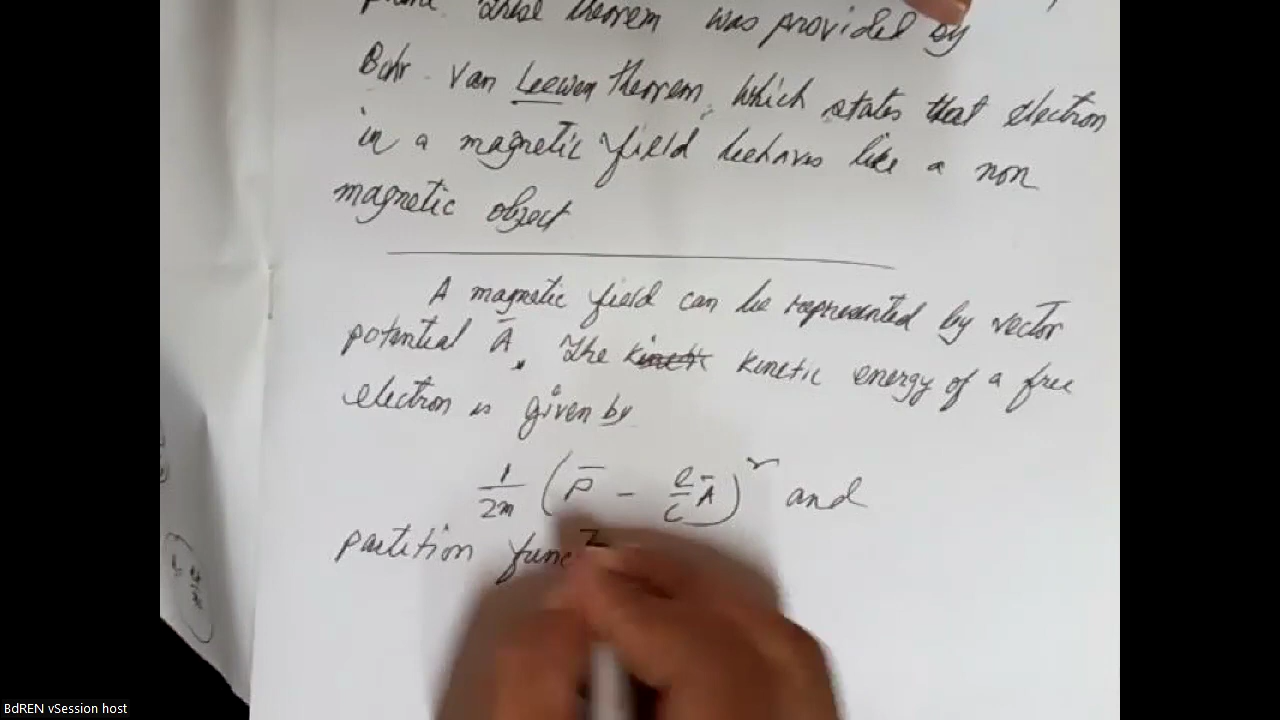 plane. These theorem was provided by
Bohr - Van Leewen theorem, which states that electron
in a magnetic field behaves like a non
magnetic object
A magnetic field can be represented by vector
potential A̅. The kinetic kinetic energy of a free
electron is given by
1/2m (p̅ - e/c A̅)² and
partition func
BdREN vSession host